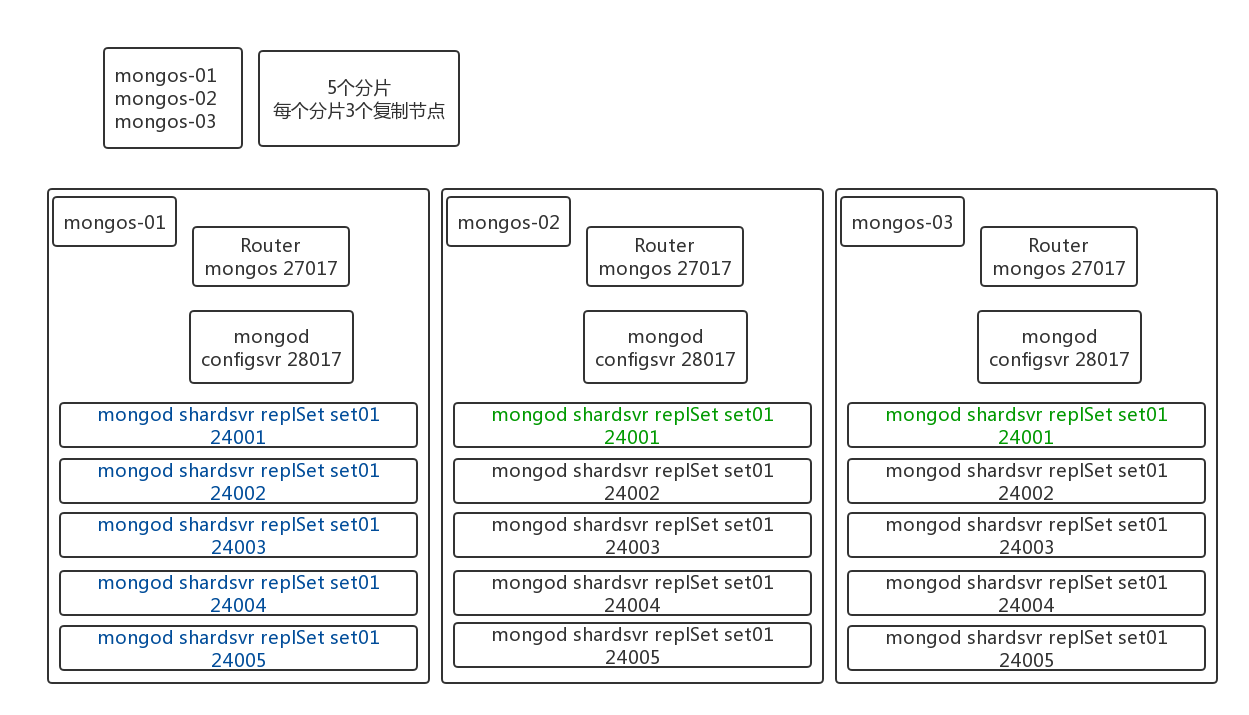 mongos-01
mongos-02
mongos-03
5个分片
每个分片3个复制节点
mongos-01
Router
mongos 27017
mongod
configsvr 28017
mongod shardsvr replSet set01
24001
mongod shardsvr replSet set01
24002
mongod shardsvr replSet set01
24003
mongod shardsvr replSet set01
24004
mongod shardsvr replSet set01
24005
mongos-02
Router
mongos 27017
mongod
configsvr 28017
mongod shardsvr replSet set01
24001
mongod shardsvr replSet set01
24002
mongod shardsvr replSet set01
24003
mongod shardsvr replSet set01
24004
mongod shardsvr replSet set01
24005
mongos-03
Router
mongos 27017
mongod
configsvr 28017
mongod shardsvr replSet set01
24001
mongod shardsvr replSet set01
24002
mongod shardsvr replSet set01
24003
mongod shardsvr replSet set01
24004
mongod shardsvr replSet set01
24005